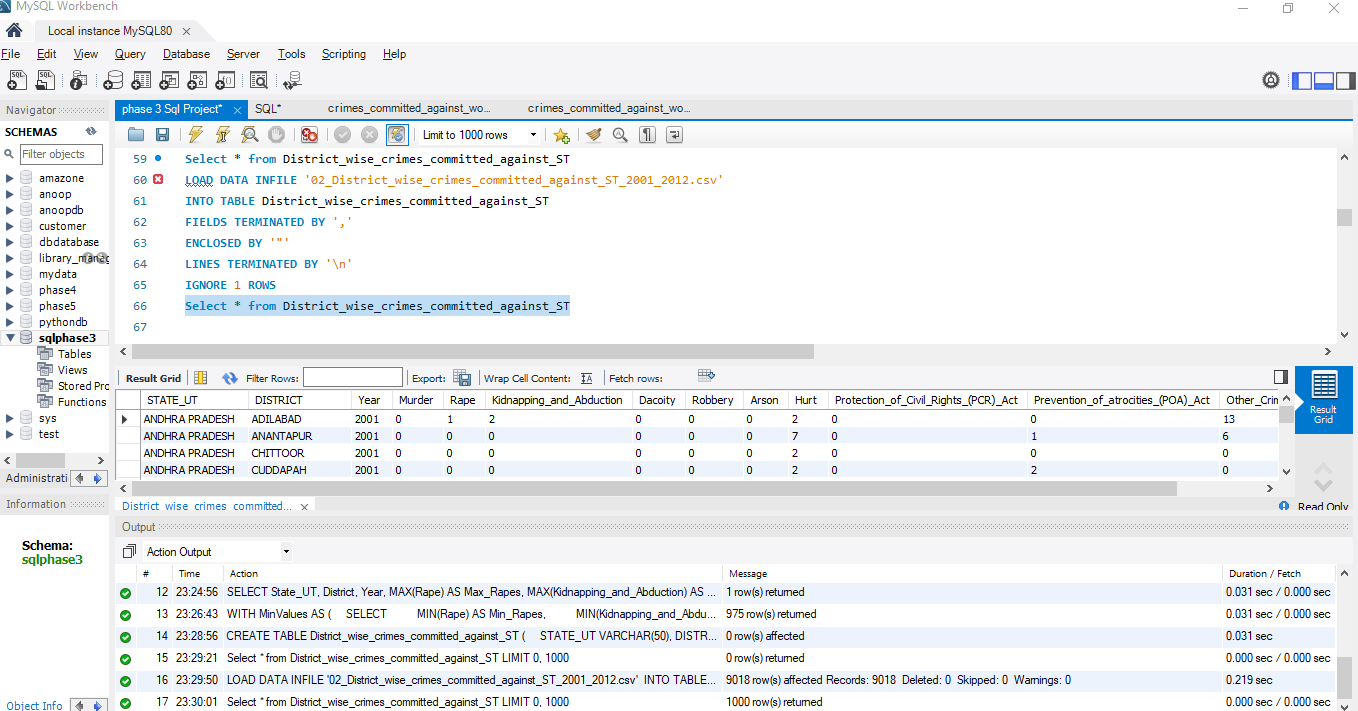 MySQL Workbench
Local instance MySQL80
File Edit View Query Database Server Tools Scripting Help
Navigator
phase 3 Sql Project* SQL* crimes_committed_against_wo... crimes_committed_against_wo...
SCHEMAS
Limit to 1000 rows
Filter objects
amazone
anoop
anoopdb
customer
dbdatabase
library_manag
mydata
phase4
phase5
pythondb
sqlphase3
Tables
Views
Stored Pro
Functions
sys
test
Administrati
Information
Schema:
sqlphase3
Object Info
59 Select * from District_wise_crimes_committed_against_ST
60 LOAD DATA INFILE '02_District_wise_crimes_committed_against_ST_2001_2012.csv'
61 INTO TABLE District_wise_crimes_committed_against_ST
62 FIELDS TERMINATED BY ','
63 ENCLOSED BY '"'
64 LINES TERMINATED BY '\n'
65 IGNORE 1 ROWS
66 Select * from District_wise_crimes_committed_against_ST
67
Result Grid Filter Rows: Export: Wrap Cell Content: Fetch rows:
STATE_UT DISTRICT Year Murder Rape Kidnapping_and_Abduction Dacoity Robbery Arson Hurt Protection_of_Civil_Rights_(PCR)_Act Prevention_of_atrocities_(POA)_Act Other_Crin
ANDHRA PRADESH ADILABAD 2001 0 1 2 0 0 0 2 0 0 13
ANDHRA PRADESH ANANTAPUR 2001 0 0 0 0 0 0 7 0 1 6
ANDHRA PRADESH CHITTOOR 2001 0 0 0 0 0 0 2 0 0 0
ANDHRA PRADESH CUDDAPAH 2001 0 0 0 0 0 0 2 0 2 0
Result
Grid
District_wise_crimes_committed... Read Only
Output
Action Output
# Time Action Message Duration / Fetch
12 23:24:56 SELECT State_UT, District, Year, MAX(Rape) AS Max_Rapes, MAX(Kidnapping_and_Abduction) AS ... 1 row(s) returned 0.031 sec / 0.000 sec
13 23:26:43 WITH MinValues AS ( SELECT MIN(Rape) AS Min_Rapes, MIN(Kidnapping_and_Abdu... 975 row(s) returned 0.031 sec / 0.000 sec
14 23:28:56 CREATE TABLE District_wise_crimes_committed_against_ST ( STATE_UT VARCHAR(50), DISTR... 0 row(s) affected 0.031 sec
15 23:29:21 Select * from District_wise_crimes_committed_against_ST LIMIT 0, 1000 0 row(s) returned 0.000 sec / 0.000 sec
16 23:29:50 LOAD DATA INFILE '02_District_wise_crimes_committed_against_ST_2001_2012.csv' INTO TABLE... 9018 row(s) affected Records: 9018 Deleted: 0 Skipped: 0 Warnings: 0 0.219 sec
17 23:30:01 Select * from District_wise_crimes_committed_against_ST LIMIT 0, 1000 1000 row(s) returned 0.000 sec / 0.000 sec